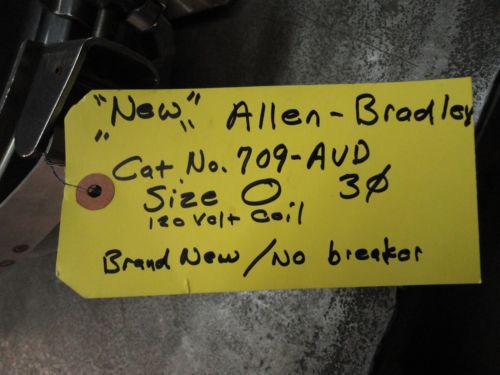 "New" Allen-Bradley
Cat No. 709-AVD
Size O 3Ø
120 Volt Coil
Brand New / No breaker